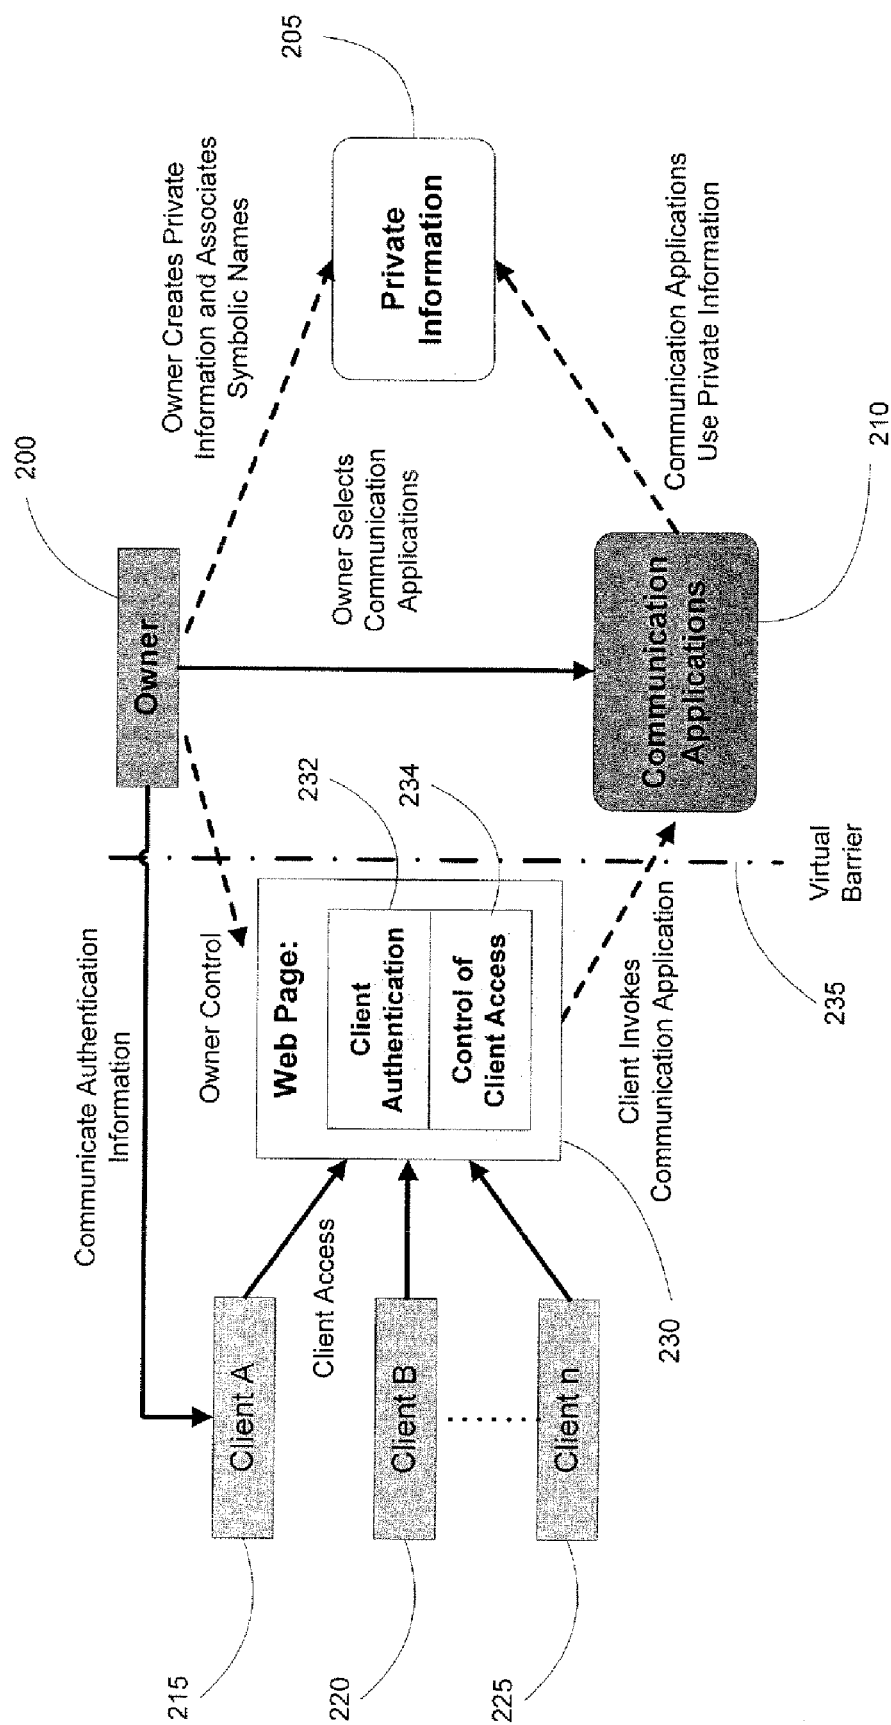 200
205
Owner Creates Private
Information and Associates
Symbolic Names
Communicate Authentication
Information
Owner
Owner Control
Owner Selects
Communication
Applications
Private
Information
215
Client A
Client Access
Web Page:
Client
Authentication
232
Control of
Client Access
234
220
Client B
225
Client n
230
Client Invokes
Communication Application
235
Virtual
Barrier
Communication
Applications
210
Communication Applications
Use Private Information